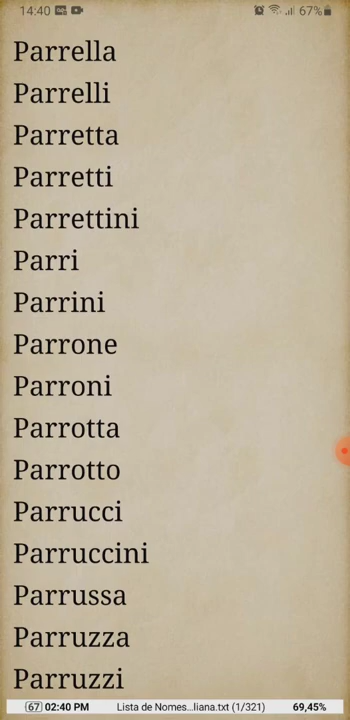 14:40 67%
Parrella
Parrelli
Parretta
Parretti
Parrettini
Parri
Parrini
Parrone
Parroni
Parrotta
Parrotto
Parrucci
Parruccini
Parrussa
Parruzza
Parruzzi
67 02:40 PM Lista de Nomes...liana.txt (1/321) 69,45%